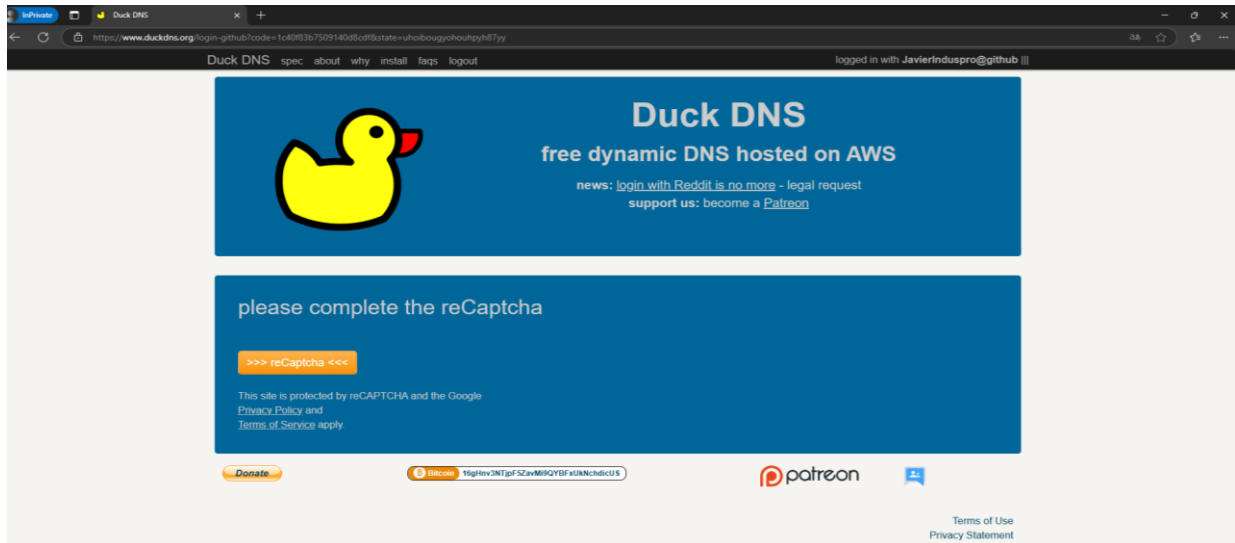 InPrivate
Duck DNS
https://www.duckdns.org/login-github?code=1c40f83b7509140d8cdf&state=uhoibougyohouhpyh87yy
Duck DNS spec about why install faqs logout
logged in with JavierInduspro@github |||
Duck DNS
free dynamic DNS hosted on AWS
news: login with Reddit is no more - legal request
support us: become a Patreon
please complete the reCaptcha
>>> reCaptcha <<<
This site is protected by reCAPTCHA and the Google
Privacy Policy and
Terms of Service apply.
Donate
Bitcoin 16gHnv3NTjpF5ZavMi9QYBFxUkNchdicUS
patreon
Terms of Use
Privacy Statement